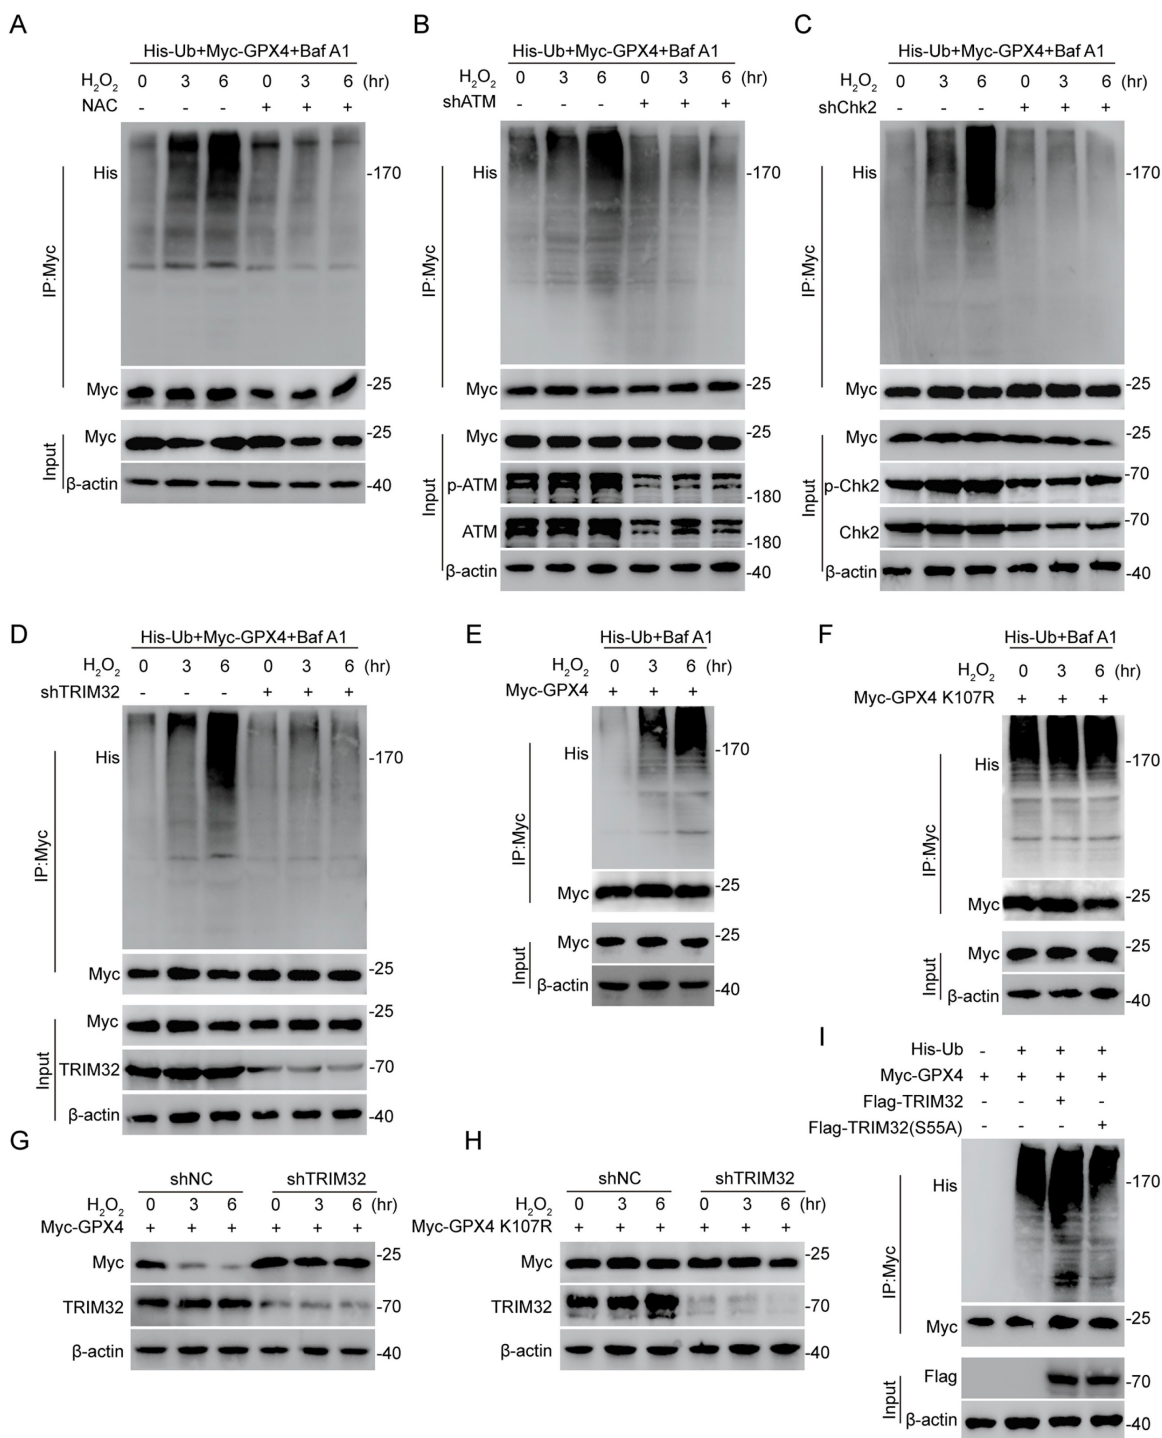 A
His-Ub+Myc-GPX4+Baf A1
H2O2 0 3 6 0 3 6 (hr)
NAC - - - + + +
IP:Myc
His -170
Myc -25
Input
Myc -25
β-actin -40
B
His-Ub+Myc-GPX4+Baf A1
H2O2 0 3 6 0 3 6 (hr)
shATM - - - + + +
IP:Myc
His -170
Myc -25
Input
Myc -25
p-ATM -180
ATM -180
β-actin -40
C
His-Ub+Myc-GPX4+Baf A1
H2O2 0 3 6 0 3 6 (hr)
shChk2 - - - + + +
IP:Myc
His -170
Myc -25
Input
Myc -25
p-Chk2 -70
Chk2 -70
β-actin -40
D
His-Ub+Myc-GPX4+Baf A1
H2O2 0 3 6 0 3 6 (hr)
shTRIM32 - - - + + +
IP:Myc
His -170
Myc -25
Input
Myc -25
TRIM32 -70
β-actin -40
E
His-Ub+Baf A1
H2O2 0 3 6 (hr)
Myc-GPX4 + + +
IP:Myc
-170
Myc -25
Input
Myc -25
β-actin -40
F
His-Ub+Baf A1
H2O2 0 3 6 (hr)
Myc-GPX4 K107R + + +
IP:Myc
His -170
Myc -25
Input
Myc -25
β-actin -40
G
shNC shTRIM32
H2O2 0 3 6 0 3 6 (hr)
Myc-GPX4 + + + + + +
Myc -25
TRIM32 -70
β-actin -40
H
shNC shTRIM32
H2O2 0 3 6 0 3 6 (hr)
Myc-GPX4 K107R + + + + + +
Myc -25
TRIM32 -70
β-actin -40
I
His-Ub - + + +
Myc-GPX4 + + + +
Flag-TRIM32 - - + -
Flag-TRIM32(S55A) - - - +
IP:Myc
His -170
Myc -25
Input
Flag -70
β-actin -40